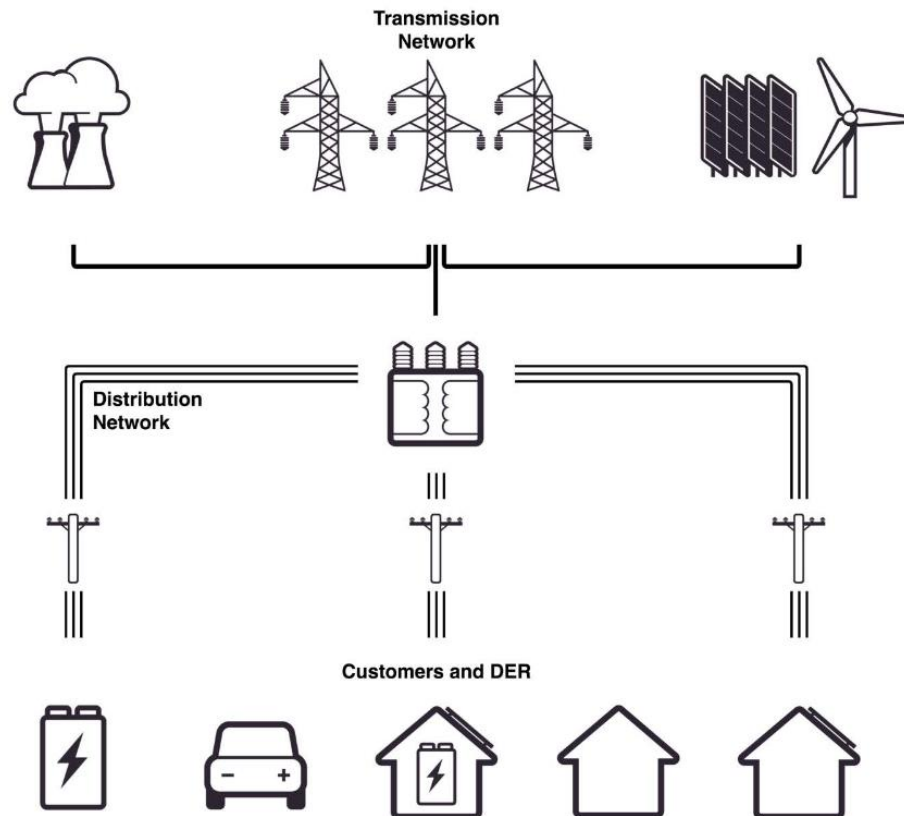 Transmission
Network
Distribution
Network
Customers and DER
- +